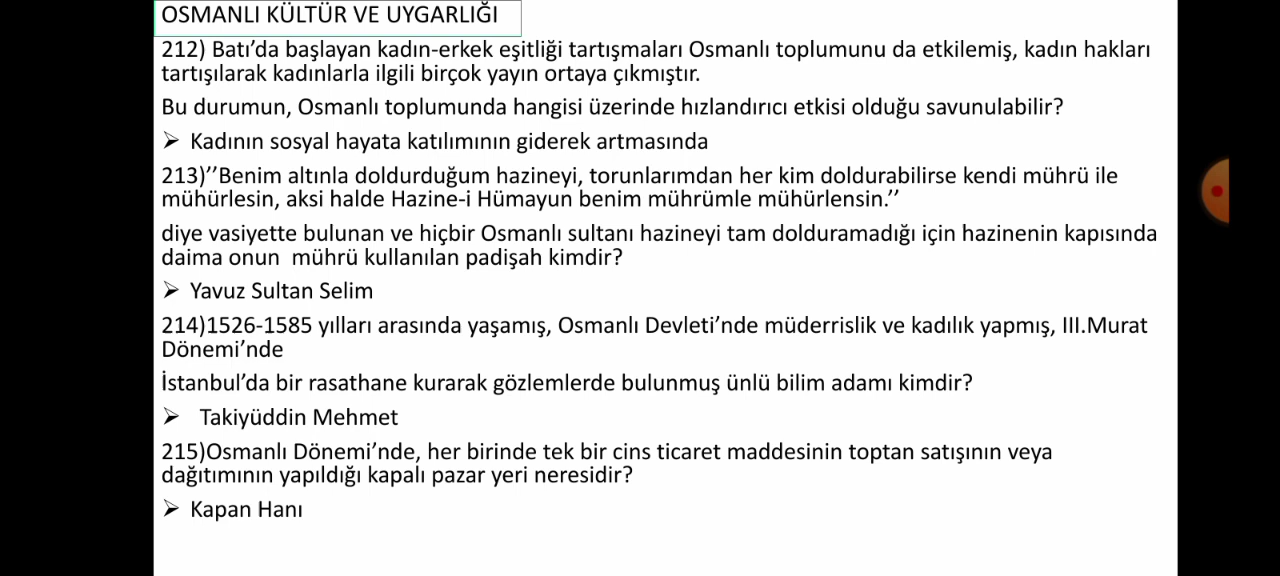 OSMANLI KÜLTÜR VE UYGARLIĞI
212) Batı’da başlayan kadın-erkek eşitliği tartışmaları Osmanlı toplumunu da etkilemiş, kadın hakları
tartışılarak kadınlarla ilgili birçok yayın ortaya çıkmıştır.
Bu durumun, Osmanlı toplumunda hangisi üzerinde hızlandırıcı etkisi olduğu savunulabilir?
➢ Kadının sosyal hayata katılımının giderek artmasında
213)’’Benim altınla doldurduğum hazineyi, torunlarımdan her kim doldurabilirse kendi mührü ile
mühürlesin, aksi halde Hazine-i Hümayun benim mührümle mühürlensin.’’
diye vasiyette bulunan ve hiçbir Osmanlı sultanı hazineyi tam dolduramadığı için hazinenin kapısında
daima onun mührü kullanılan padişah kimdir?
➢ Yavuz Sultan Selim
214)1526-1585 yılları arasında yaşamış, Osmanlı Devleti’nde müderrislik ve kadılık yapmış, III.Murat
Dönemi’nde
İstanbul’da bir rasathane kurarak gözlemlerde bulunmuş ünlü bilim adamı kimdir?
➢ Takiyüddin Mehmet
215)Osmanlı Dönemi’nde, her birinde tek bir cins ticaret maddesinin toptan satışının veya
dağıtımının yapıldığı kapalı pazar yeri neresidir?
➢ Kapan Hanı